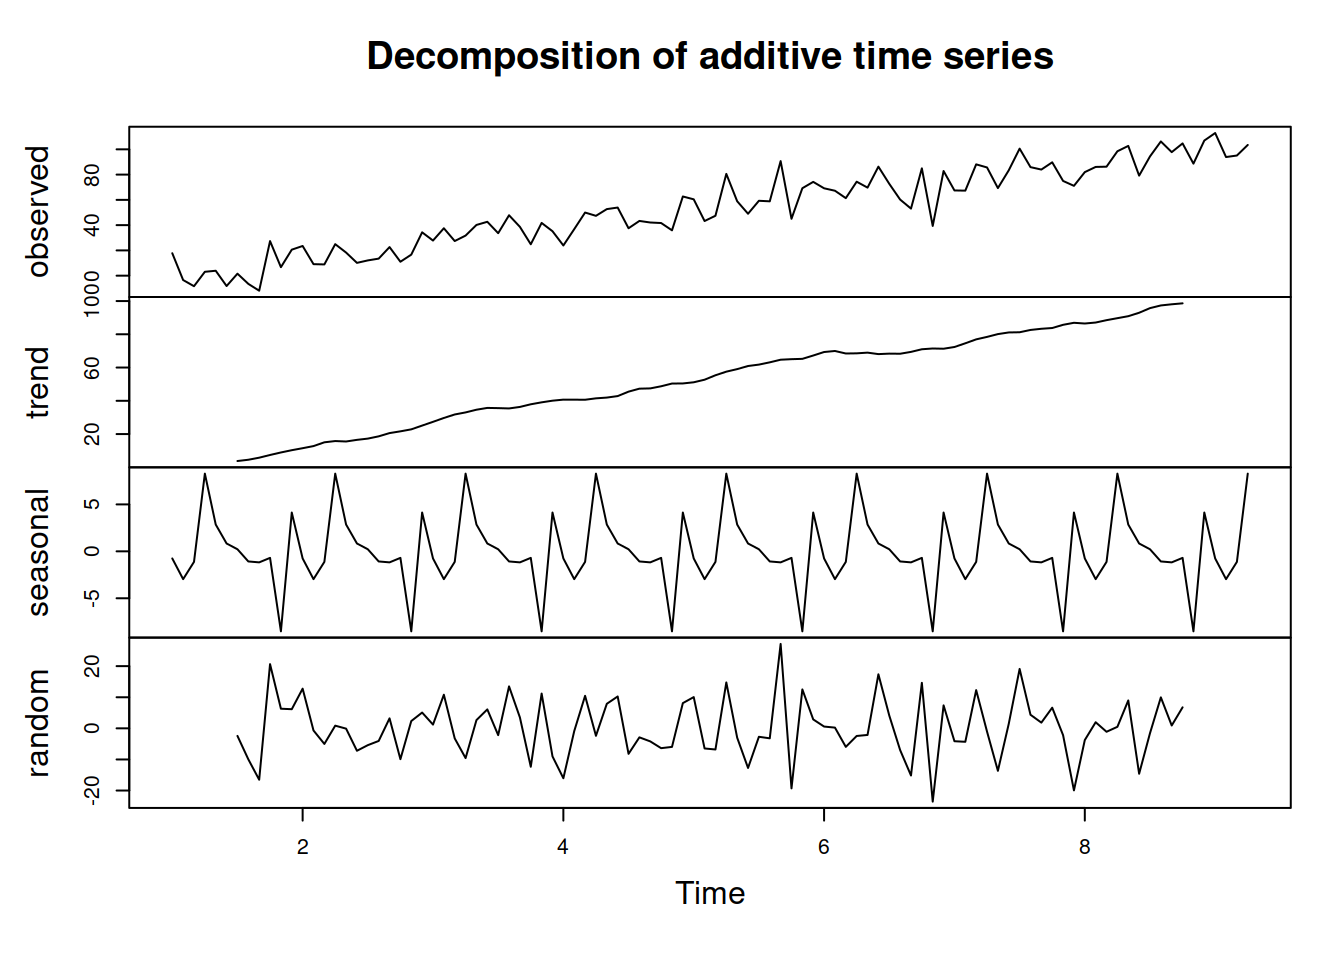 Decomposition of additive time series
observed
0 40 80
trend
20 60 100
seasonal
-5 0 5
random
-20 0 20
2 4 6 8
Time